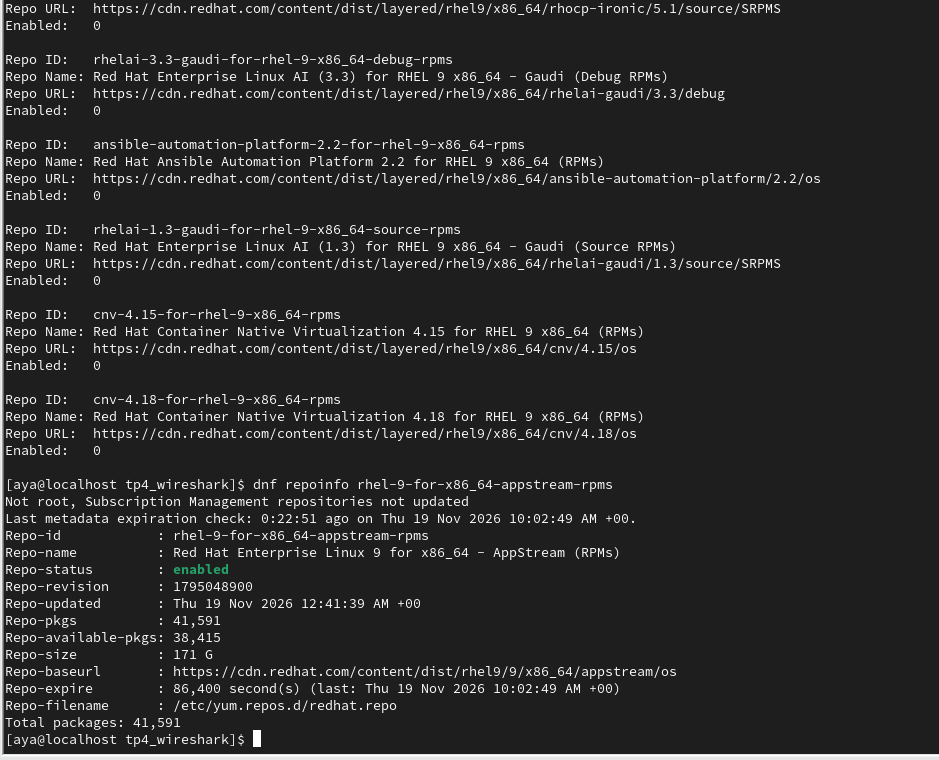 Repo URL:  https://cdn.redhat.com/content/dist/layered/rhel9/x86_64/rhocp-ironic/5.1/source/SRPMS
Enabled:   0
Repo ID:   rhelai-3.3-gaudi-for-rhel-9-x86_64-debug-rpms
Repo Name: Red Hat Enterprise Linux AI (3.3) for RHEL 9 x86_64 - Gaudi (Debug RPMs)
Repo URL:  https://cdn.redhat.com/content/dist/layered/rhel9/x86_64/rhelai-gaudi/3.3/debug
Enabled:   0
Repo ID:   ansible-automation-platform-2.2-for-rhel-9-x86_64-rpms
Repo Name: Red Hat Ansible Automation Platform 2.2 for RHEL 9 x86_64 (RPMs)
Repo URL:  https://cdn.redhat.com/content/dist/layered/rhel9/x86_64/ansible-automation-platform/2.2/os
Enabled:   0
Repo ID:   rhelai-1.3-gaudi-for-rhel-9-x86_64-source-rpms
Repo Name: Red Hat Enterprise Linux AI (1.3) for RHEL 9 x86_64 - Gaudi (Source RPMs)
Repo URL:  https://cdn.redhat.com/content/dist/layered/rhel9/x86_64/rhelai-gaudi/1.3/source/SRPMS
Enabled:   0
Repo ID:   cnv-4.15-for-rhel-9-x86_64-rpms
Repo Name: Red Hat Container Native Virtualization 4.15 for RHEL 9 x86_64 (RPMs)
Repo URL:  https://cdn.redhat.com/content/dist/layered/rhel9/x86_64/cnv/4.15/os
Enabled:   0
Repo ID:   cnv-4.18-for-rhel-9-x86_64-rpms
Repo Name: Red Hat Container Native Virtualization 4.18 for RHEL 9 x86_64 (RPMs)
Repo URL:  https://cdn.redhat.com/content/dist/layered/rhel9/x86_64/cnv/4.18/os
Enabled:   0
[aya@localhost tp4_wireshark]$ dnf repoinfo rhel-9-for-x86_64-appstream-rpms
Not root, Subscription Management repositories not updated
Last metadata expiration check: 0:22:51 ago on Thu 19 Nov 2026 10:02:49 AM +00.
Repo-id            : rhel-9-for-x86_64-appstream-rpms
Repo-name          : Red Hat Enterprise Linux 9 for x86_64 - AppStream (RPMs)
Repo-status        : enabled
Repo-revision      : 1795048900
Repo-updated       : Thu 19 Nov 2026 12:41:39 AM +00
Repo-pkgs          : 41,591
Repo-available-pkgs: 38,415
Repo-size          : 171 G
Repo-baseurl       : https://cdn.redhat.com/content/dist/rhel9/9/x86_64/appstream/os
Repo-expire        : 86,400 second(s) (last: Thu 19 Nov 2026 10:02:49 AM +00)
Repo-filename      : /etc/yum.repos.d/redhat.repo
Total packages: 41,591
[aya@localhost tp4_wireshark]$